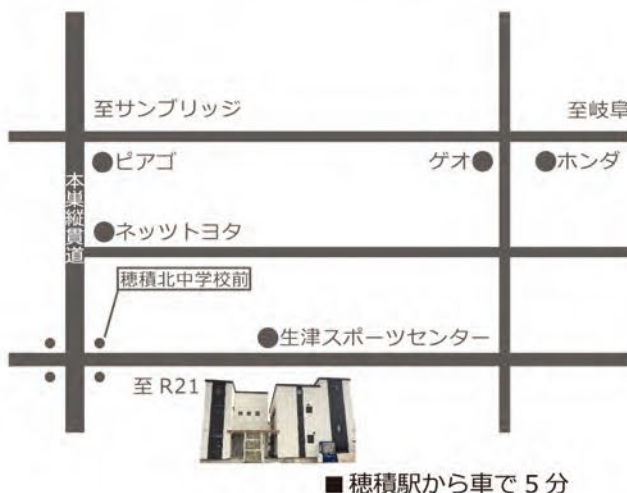 至サンブリッジ
至岐阜
●ピアゴ
ゲオ●
●ホンダ
本巣縦貫道
●ネッツトヨタ
穂積北中学校前
●生津スポーツセンター
至 R21
■穂積駅から車で 5 分